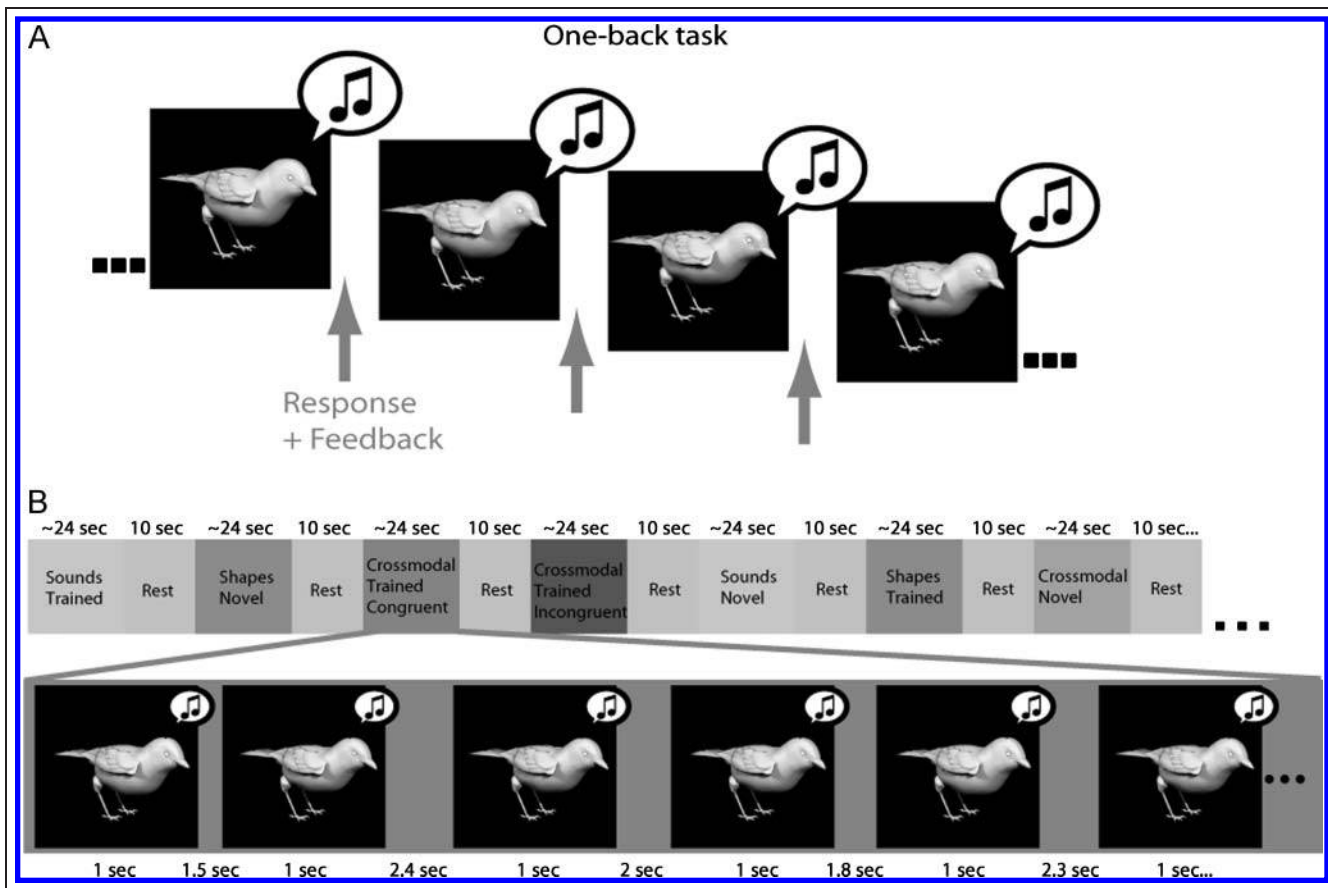 A
One-back task
Response
+ Feedback
B
~24 sec 10 sec ~24 sec 10 sec ~24 sec 10 sec ~24 sec 10 sec ~24 sec 10 sec ~24 sec 10 sec ~24 sec 10 sec...
Sounds
Trained
Rest
Shapes
Novel
Rest
Crossmodal
Trained
Congruent
Rest
Crossmodal
Trained
Incongruent
Rest
Sounds
Novel
Rest
Shapes
Trained
Rest
Crossmodal
Novel
Rest
1 sec 1.5 sec 1 sec 2.4 sec 1 sec 2 sec 1 sec 1.8 sec 1 sec 2.3 sec 1 sec...